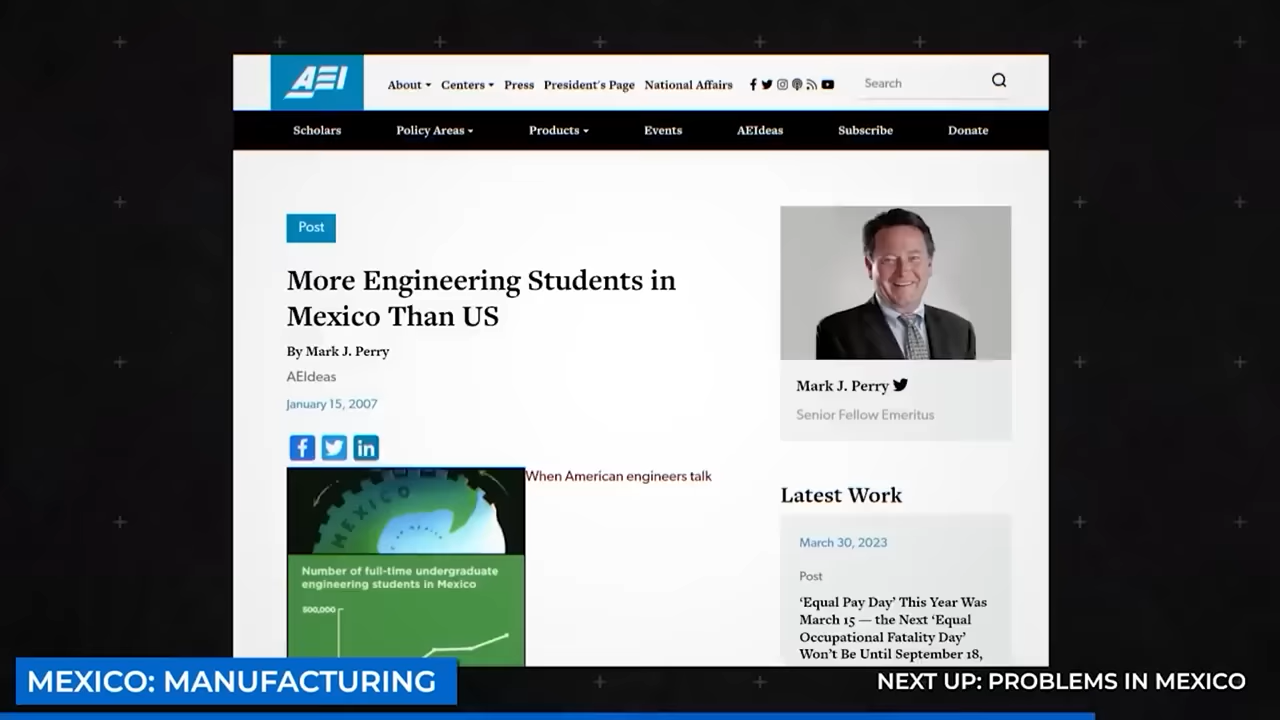 AEI
About Centers Press President's Page National Affairs Search
Scholars Policy Areas Products Events AEIdeas Subscribe Donate
Post
More Engineering Students in
Mexico Than US
By Mark J. Perry
AEIdeas
January 15, 2007
When American engineers talk
MEXICO
Number of full-time undergraduate
engineering students in Mexico
500,000
Mark J. Perry
Senior Fellow Emeritus
Latest Work
March 30, 2023
Post
‘Equal Pay Day’ This Year Was
March 15 — the Next ‘Equal
Occupational Fatality Day’
Won’t Be Until September 18,
MEXICO: MANUFACTURING
NEXT UP: PROBLEMS IN MEXICO